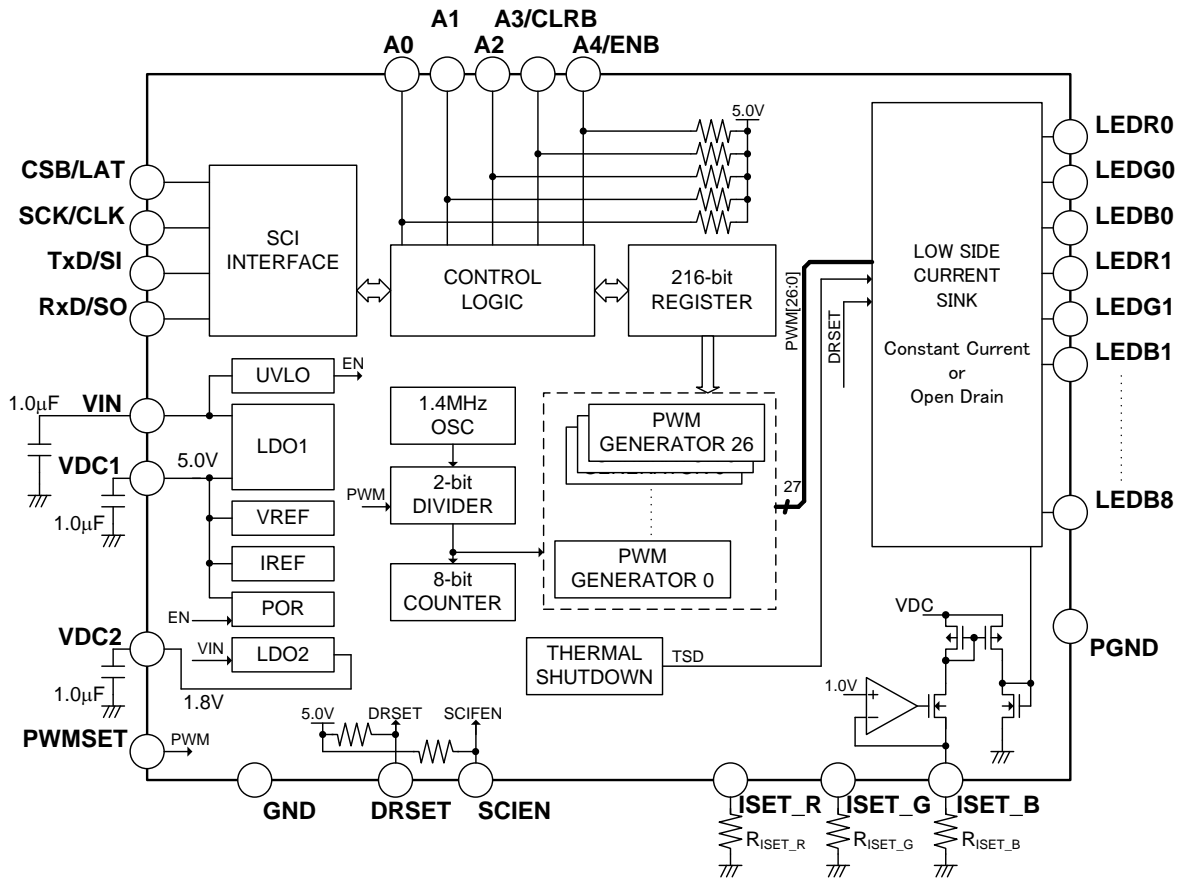 A0
A1
A2
A3/CLRB
A4/ENB
5.0V
CSB/LAT
SCK/CLK
TxD/SI
RxD/SO
SCI
INTERFACE
CONTROL
LOGIC
216-bit
REGISTER
PWM[26:0]
DRSET
LOW SIDE
CURRENT
SINK
Constant Current
or
Open Drain
LEDR0
LEDG0
LEDB0
LEDR1
LEDG1
LEDB1
LEDB8
PGND
UVLO
EN
1.0µF
VIN
LDO1
VDC1
5.0V
1.0µF
VREF
IREF
POR
EN
VDC2
VIN
LDO2
1.0µF
1.8V
PWMSET
PWM
1.4MHz
OSC
PWM
2-bit
DIVIDER
8-bit
COUNTER
PWM
GENERATOR 26
PWM
GENERATOR 0
27
THERMAL
SHUTDOWN
TSD
VDC
1.0V
+
−
5.0V
DRSET
SCIFEN
GND
DRSET
SCIEN
ISET_R
ISET_G
ISET_B
RISET_R
RISET_G
RISET_B